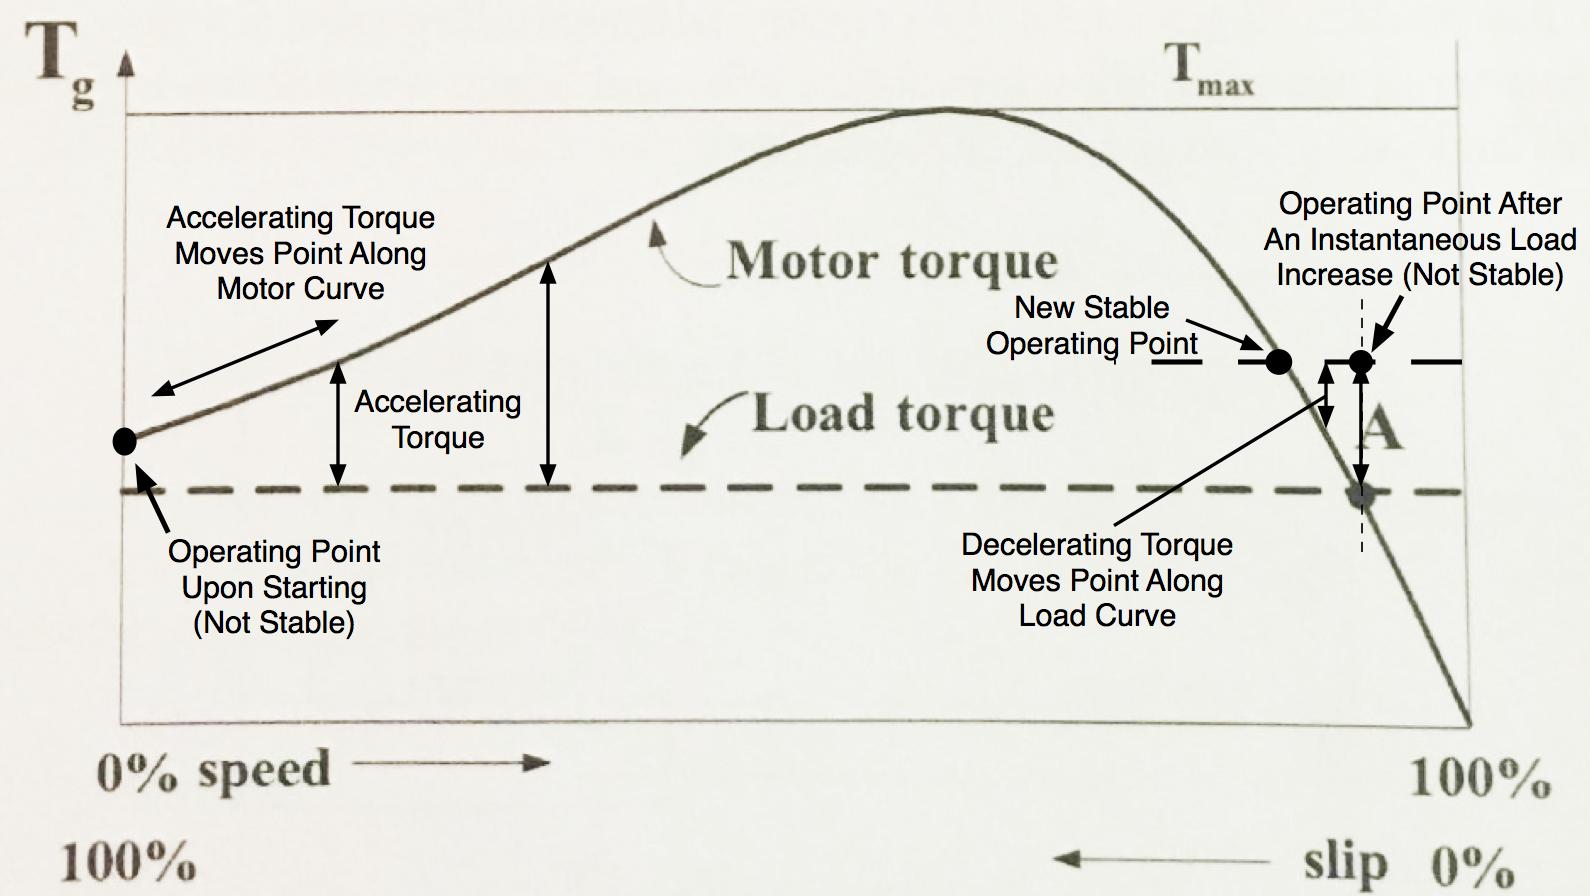 T
g
T
max
Accelerating Torque
Moves Point Along
Motor Curve
Operating Point After
An Instantaneous Load
Increase (Not Stable)
Motor torque
New Stable
Operating Point
Accelerating
Torque
Load torque
A
Operating Point
Upon Starting
(Not Stable)
Decelerating Torque
Moves Point Along
Load Curve
0% speed
100%
100%
slip 0%